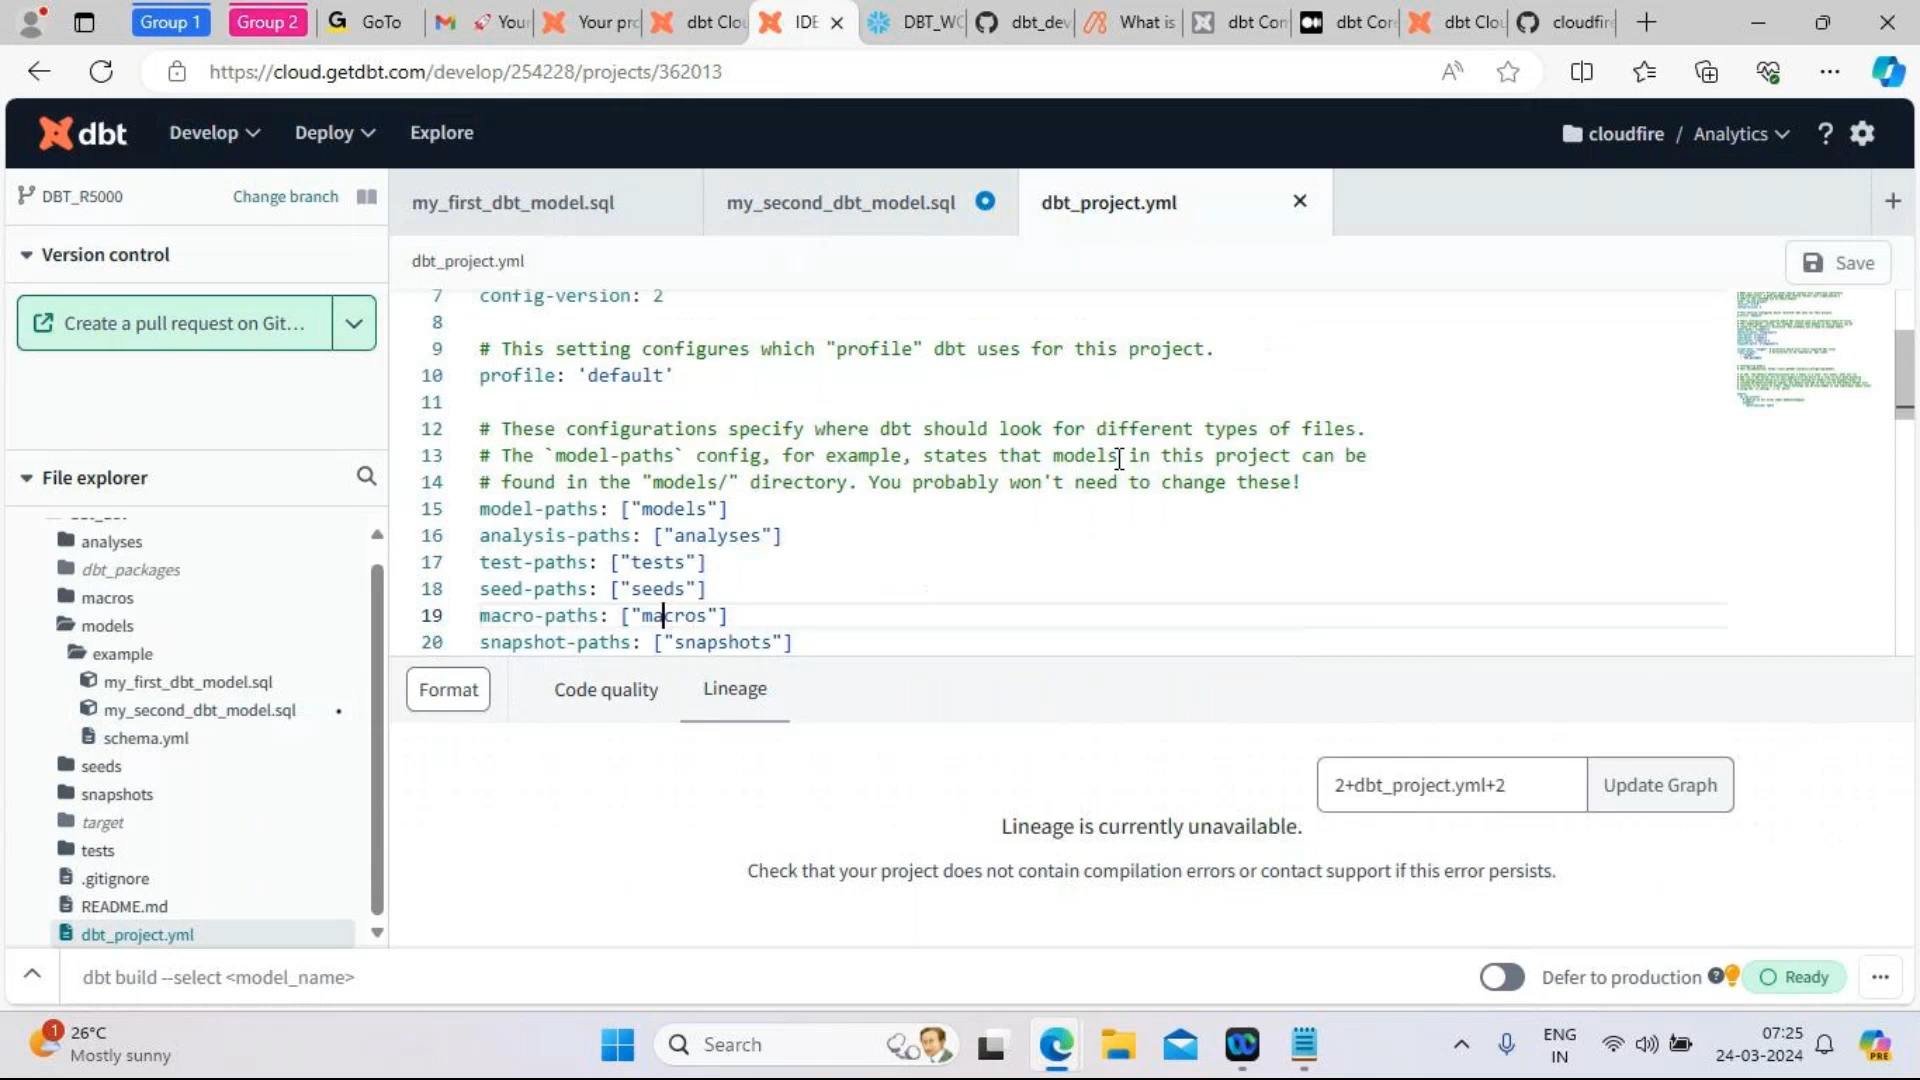 Group 1
Group 2
GoTo
You
Your pr
dbt Clo
IDE
DBT_W
dbt_dev
What is
dbt Con
dbt Cor
dbt Clo
cloudfir
https://cloud.getdbt.com/develop/254228/projects/362013
dbt
Develop
Deploy
Explore
cloudfire / Analytics
?
DBT_R5000
Change branch
my_first_dbt_model.sql
my_second_dbt_model.sql
dbt_project.yml
Version control
dbt_project.yml
Save
Create a pull request on Git...
7 config-version: 2
8
9 # This setting configures which "profile" dbt uses for this project.
10 profile: 'default'
11
12 # These configurations specify where dbt should look for different types of files.
13 # The `model-paths` config, for example, states that models in this project can be
14 # found in the "models/" directory. You probably won't need to change these!
15 model-paths: ["models"]
16 analysis-paths: ["analyses"]
17 test-paths: ["tests"]
18 seed-paths: ["seeds"]
19 macro-paths: ["macros"]
20 snapshot-paths: ["snapshots"]
File explorer
analyses
dbt_packages
macros
models
example
my_first_dbt_model.sql
my_second_dbt_model.sql
schema.yml
seeds
snapshots
target
tests
.gitignore
README.md
dbt_project.yml
Format
Code quality
Lineage
2+dbt_project.yml+2
Update Graph
Lineage is currently unavailable.
Check that your project does not contain compilation errors or contact support if this error persists.
dbt build --select <model_name>
Defer to production
Ready
1
26°C
Mostly sunny
Search
ENG
IN
07:25
24-03-2024
PRE